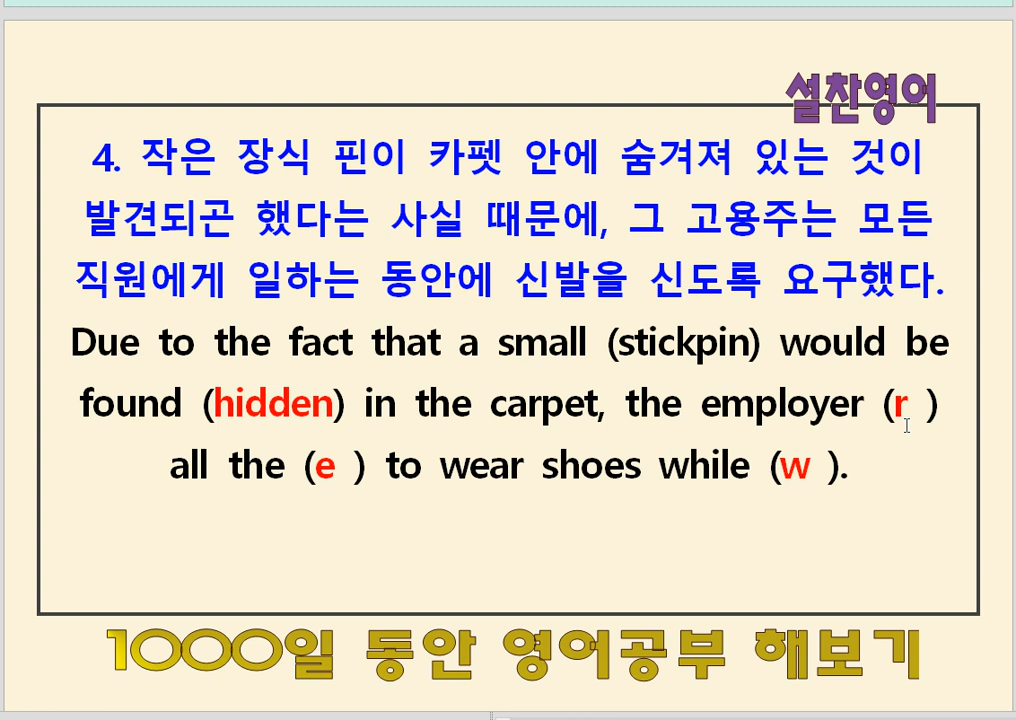 설찬영어
4. 작은 장식 핀이 카펫 안에 숨겨져 있는 것이
발견되곤 했다는 사실 때문에, 그 고용주는 모든
직원에게 일하는 동안에 신발을 신도록 요구했다.
Due to the fact that a small (stickpin) would be
found (hidden) in the carpet, the employer (r )
all the (e ) to wear shoes while (w ).
1000일 동안 영어공부 해보기